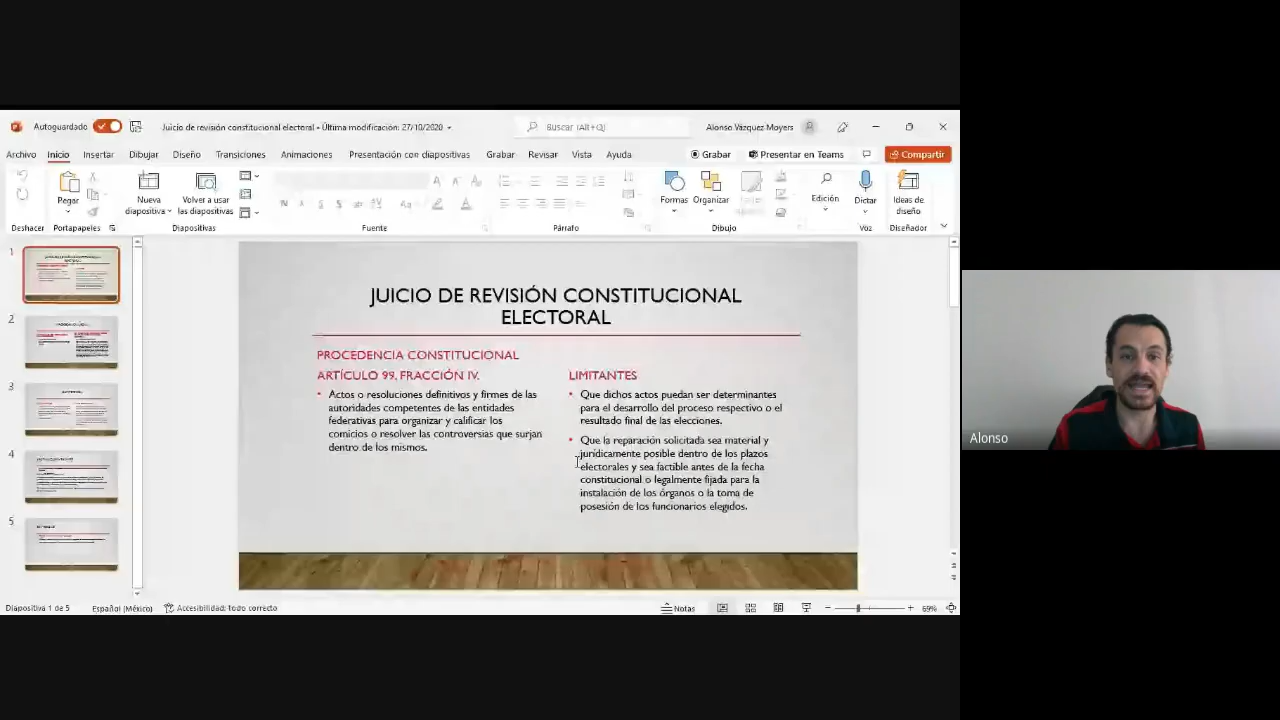 Autoguardado
Juicio de revisión constitucional electoral • Última modificación: 27/10/2020
Buscar (Alt+Q)
Alonso Vázquez Moyers
Archivo Inicio Insertar Dibujar Diseño Transiciones Animaciones Presentación con diapositivas Grabar Revisar Vista Ayuda
Grabar Presentar en Teams Compartir
Pegar
Nueva diapositiva
Volver a usar las diapositivas
Formas Organizar
Edición
Dictar
Ideas de diseño
Deshacer Portapapeles Diapositivas Fuente Párrafo Dibujo Voz Diseñador
1
2
3
4
5
JUICIO DE REVISIÓN CONSTITUCIONAL
ELECTORAL
PROCEDENCIA CONSTITUCIONAL
ARTÍCULO 99, FRACCIÓN IV.
• Actos o resoluciones definitivos y firmes de las
autoridades competentes de las entidades
federativas para organizar y calificar los
comicios o resolver las controversias que surjan
dentro de los mismos.
LIMITANTES
• Que dichos actos puedan ser determinantes
para el desarrollo del proceso respectivo o el
resultado final de las elecciones.
• Que la reparación solicitada sea material y
jurídicamente posible dentro de los plazos
electorales y sea factible antes de la fecha
constitucional o legalmente fijada para la
instalación de los órganos o la toma de
posesión de los funcionarios elegidos.
Alonso
Diapositiva 1 de 5 Español (México) Accesibilidad: todo correcto Notas 69%